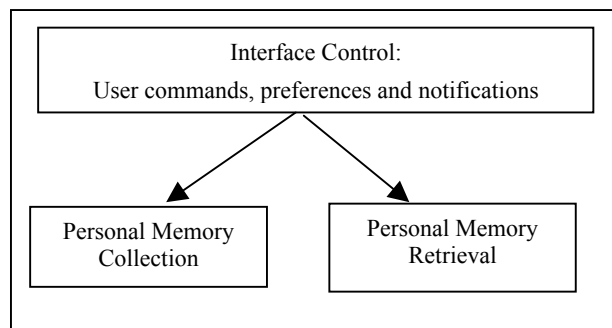 Interface Control:
User commands, preferences and notifications
Personal Memory
Collection
Personal Memory
Retrieval